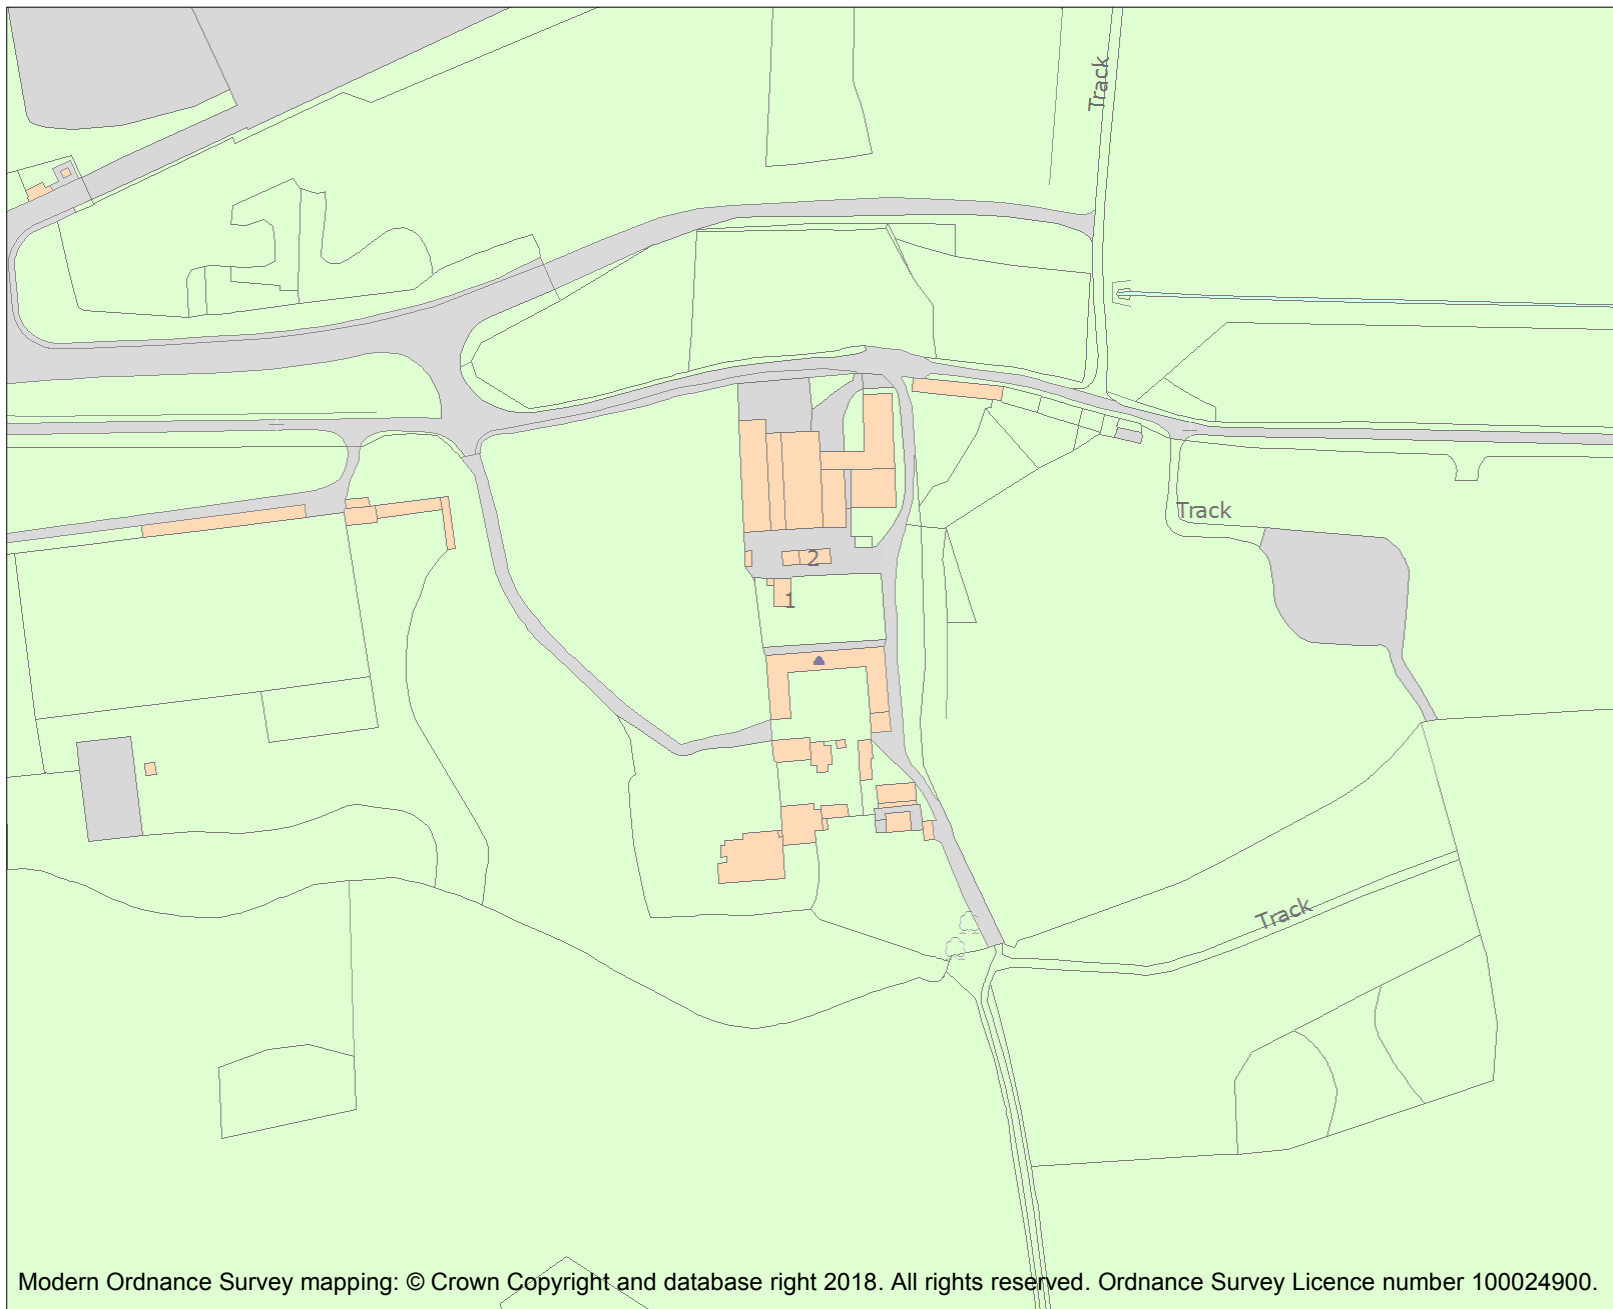 Track
Track
2
1
Track
Modern Ordnance Survey mapping: © Crown Copyright and database right 2018. All rights reserved. Ordnance Survey Licence number 100024900.